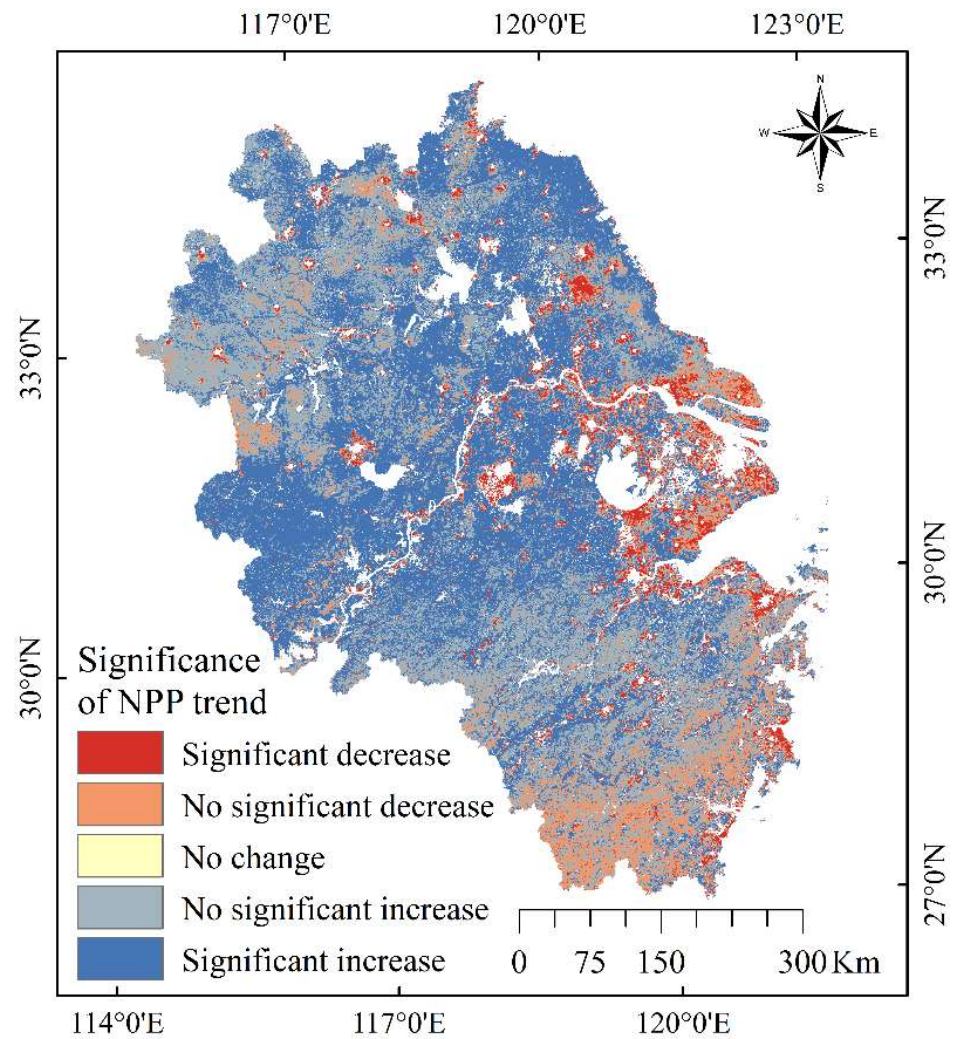 117°0'E 120°0'E 123°0'E
N
W E
S
33°0'N
33°0'N
30°0'N
30°0'N
27°0'N
Significance
of NPP trend
Significant decrease
No significant decrease
No change
No significant increase
Significant increase
0 75 150 300 Km
114°0'E 117°0'E 120°0'E